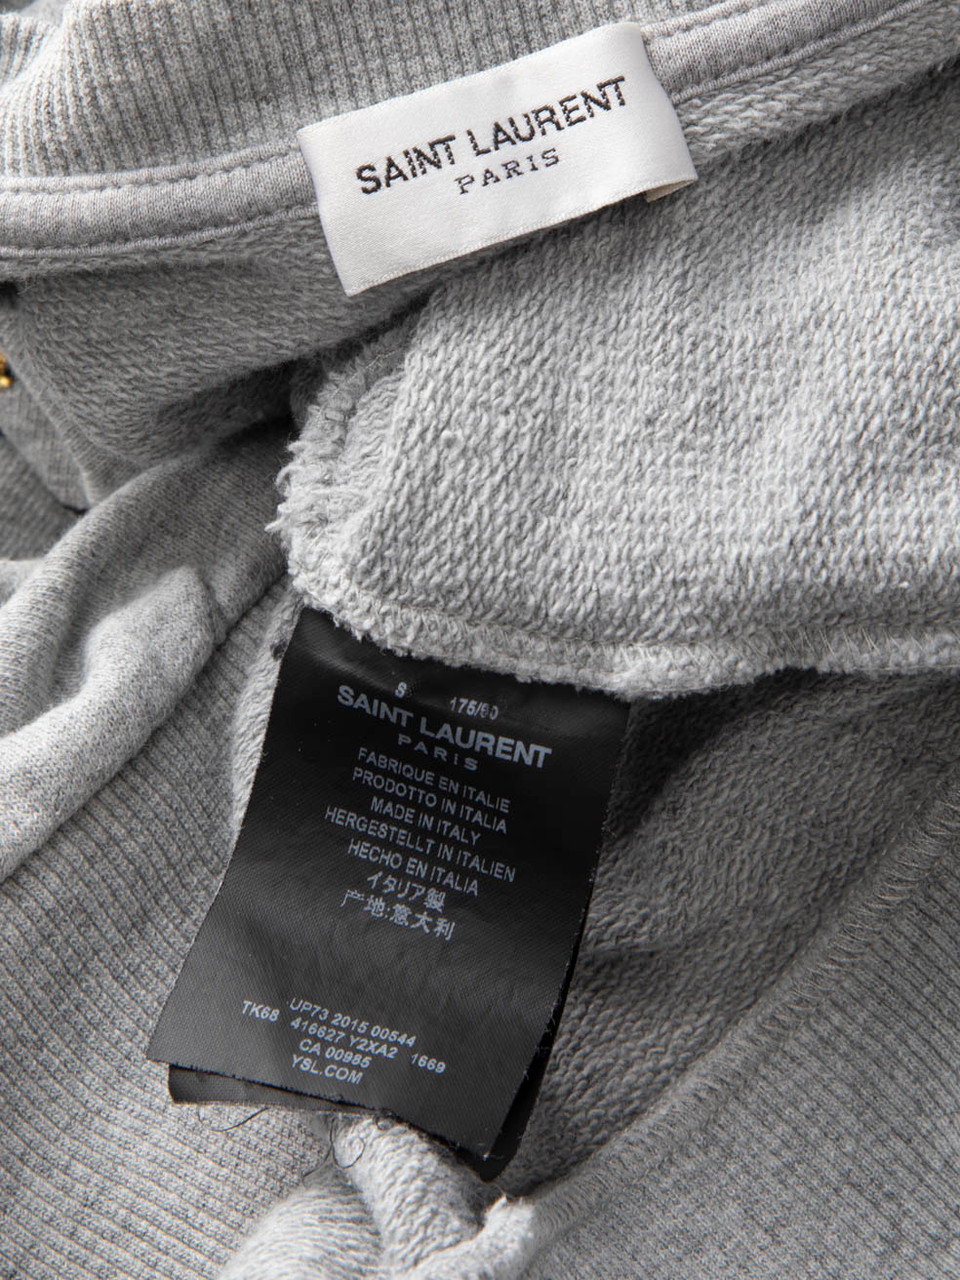 SAINT LAURENT
PARIS
S 175/60
SAINT LAURENT
PARIS
FABRIQUE EN ITALIE
PRODOTTO IN ITALIA
MADE IN ITALY
HERGESTELLT IN ITALIEN
HECHO EN ITALIA
イタリア製
产地:意大利
UP73 2015 00544
TK68 416627 Y2XA2 1669
CA 00985
YSL.COM